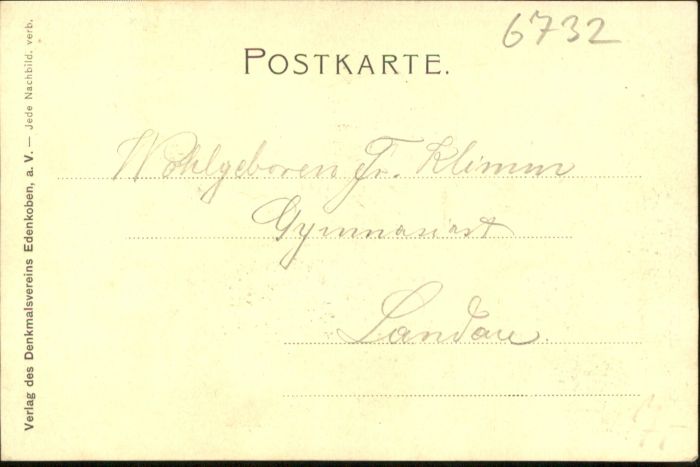 6732
POSTKARTE.
Wohlgeboren Fr. Klimm
Gymnasiast
Landau.
Verlag des Denkmalsvereins Edenkoben, a. V. — Jede Nachbild. verb.